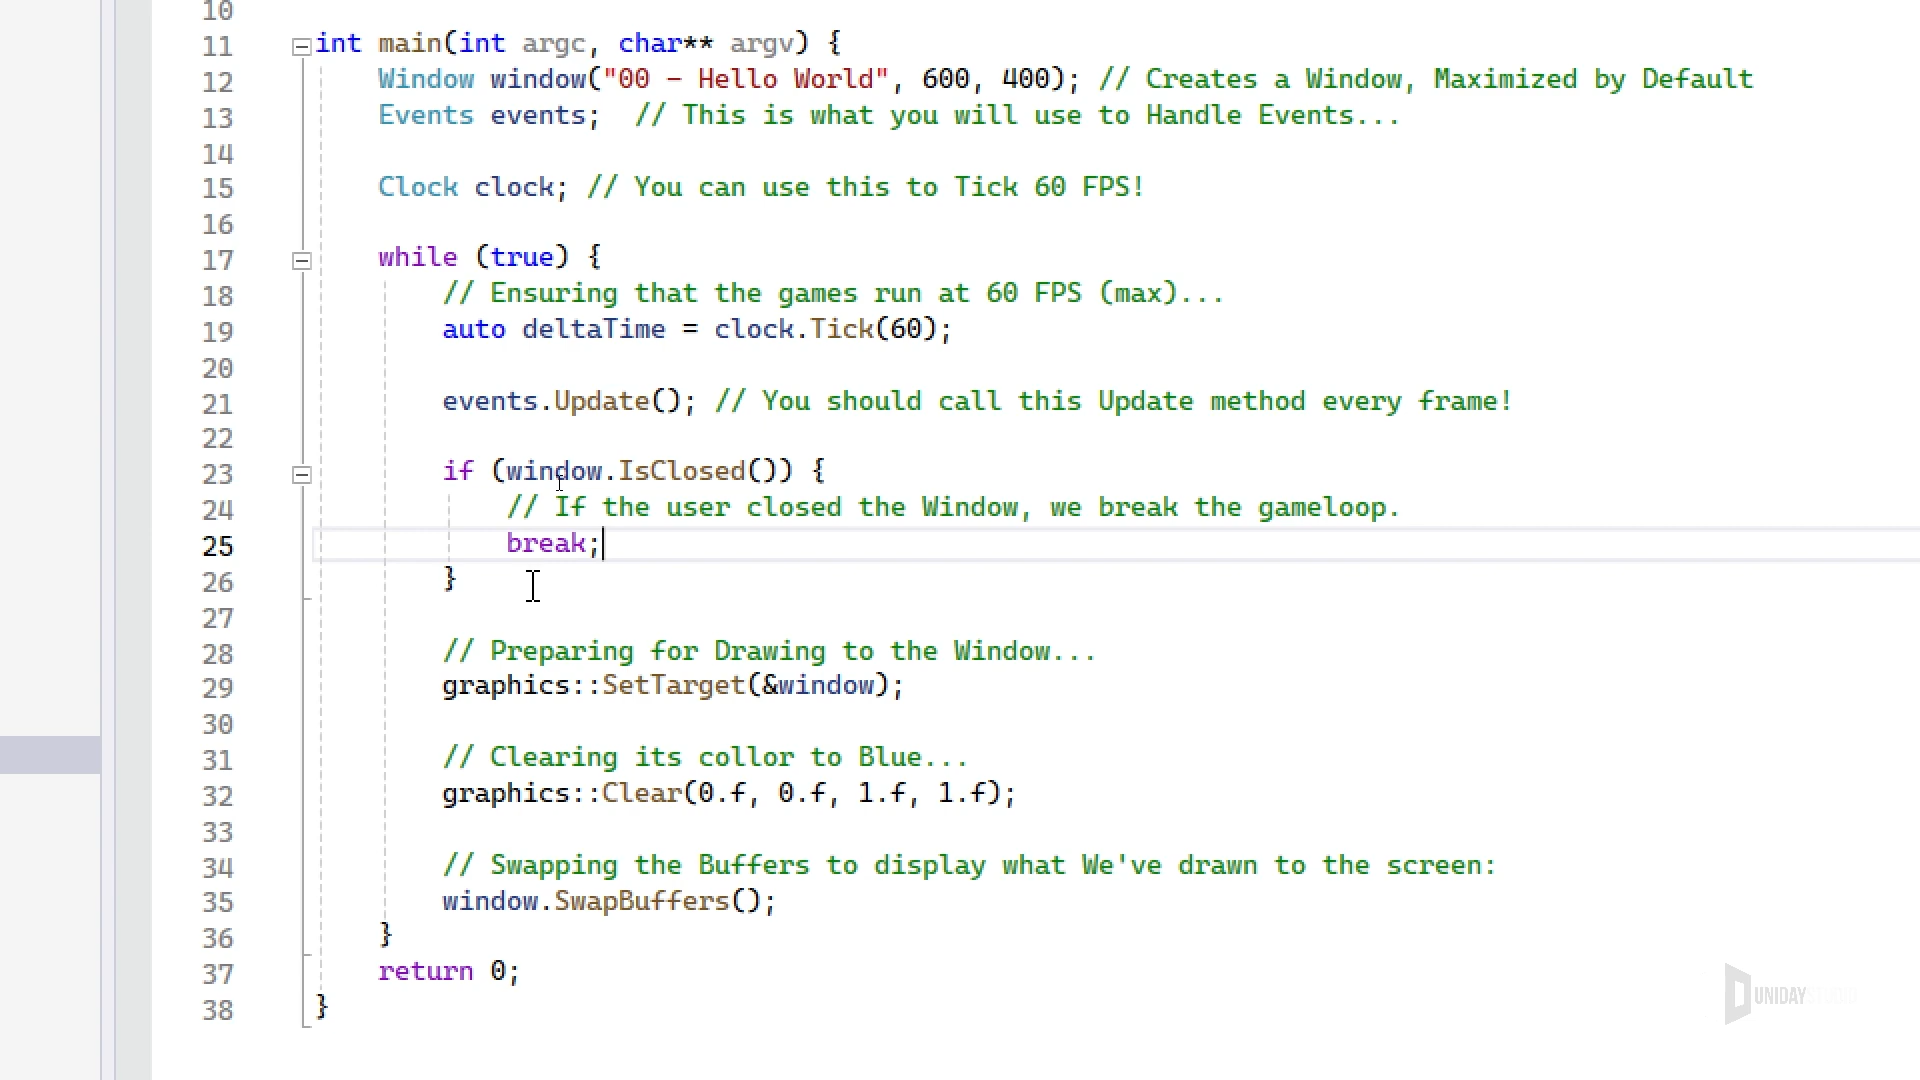 10
11 int main(int argc, char** argv) {
12 Window window("00 - Hello World", 600, 400); // Creates a Window, Maximized by Default
13 Events events;  // This is what you will use to Handle Events...
14
15 Clock clock; // You can use this to Tick 60 FPS!
16
17 while (true) {
18 // Ensuring that the games run at 60 FPS (max)...
19 auto deltaTime = clock.Tick(60);
20
21 events.Update(); // You should call this Update method every frame!
22
23 if (window.IsClosed()) {
24 // If the user closed the Window, we break the gameloop.
25 break;
26 }
27
28 // Preparing for Drawing to the Window...
29 graphics::SetTarget(&window);
30
31 // Clearing its collor to Blue...
32 graphics::Clear(0.f, 0.f, 1.f, 1.f);
33
34 // Swapping the Buffers to display what We've drawn to the screen:
35 window.SwapBuffers();
36 }
37 return 0;
38 }
UNIDAY